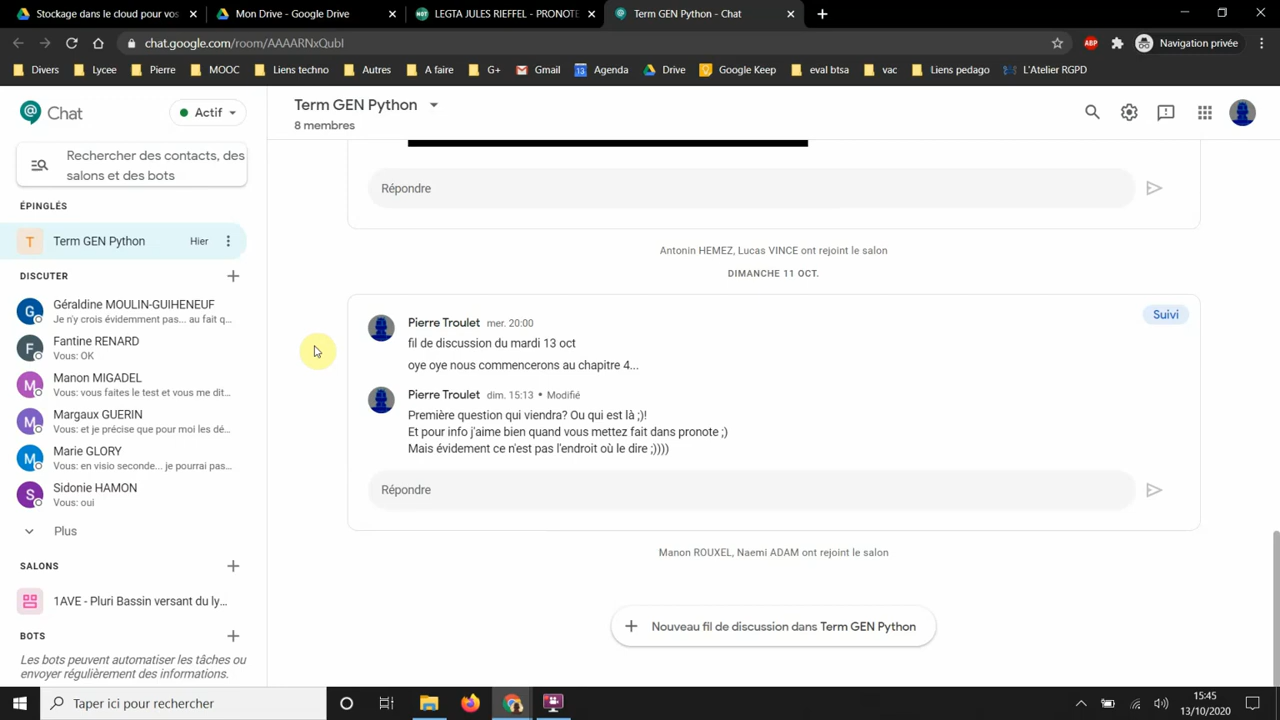 Stockage dans le cloud pour vos
Mon Drive - Google Drive
LEGTA JULES RIEFFEL - PRONOTE
Term GEN Python - Chat
chat.google.com/room/AAAARNxQubI
ABP
Navigation privée
Divers
Lycee
Pierre
MOOC
Liens techno
Autres
A faire
G+
Gmail
Agenda
Drive
Google Keep
eval btsa
vac
Liens pedago
L'Atelier RGPD
Chat
Actif
Term GEN Python
8 membres
Rechercher des contacts, des
salons et des bots
ÉPINGLÉS
T
Term GEN Python
Hier
DISCUTER
G
Géraldine MOULIN-GUIHENEUF
Je n'y crois évidemment pas... au fait q...
F
Fantine RENARD
Vous: OK
M
Manon MIGADEL
Vous: vous faites le test et vous me dit...
M
Margaux GUERIN
Vous: et je précise que pour moi les dé...
M
Marie GLORY
Vous: en visio seconde... je pourrai pas...
S
Sidonie HAMON
Vous: oui
Plus
SALONS
1AVE - Pluri Bassin versant du ly...
BOTS
Les bots peuvent automatiser les tâches ou
envoyer régulièrement des informations.
Répondre
Antonin HEMEZ, Lucas VINCE ont rejoint le salon
DIMANCHE 11 OCT.
Pierre Troulet mer. 20:00
Suivi
fil de discussion du mardi 13 oct
oye oye nous commencerons au chapitre 4...
Pierre Troulet dim. 15:13 • Modifié
Première question qui viendra? Ou qui est là ;)!
Et pour info j'aime bien quand vous mettez fait dans pronote ;)
Mais évidement ce n'est pas l'endroit où le dire ;))))
Répondre
Manon ROUXEL, Naemi ADAM ont rejoint le salon
Nouveau fil de discussion dans Term GEN Python
Taper ici pour rechercher
15:45
13/10/2020